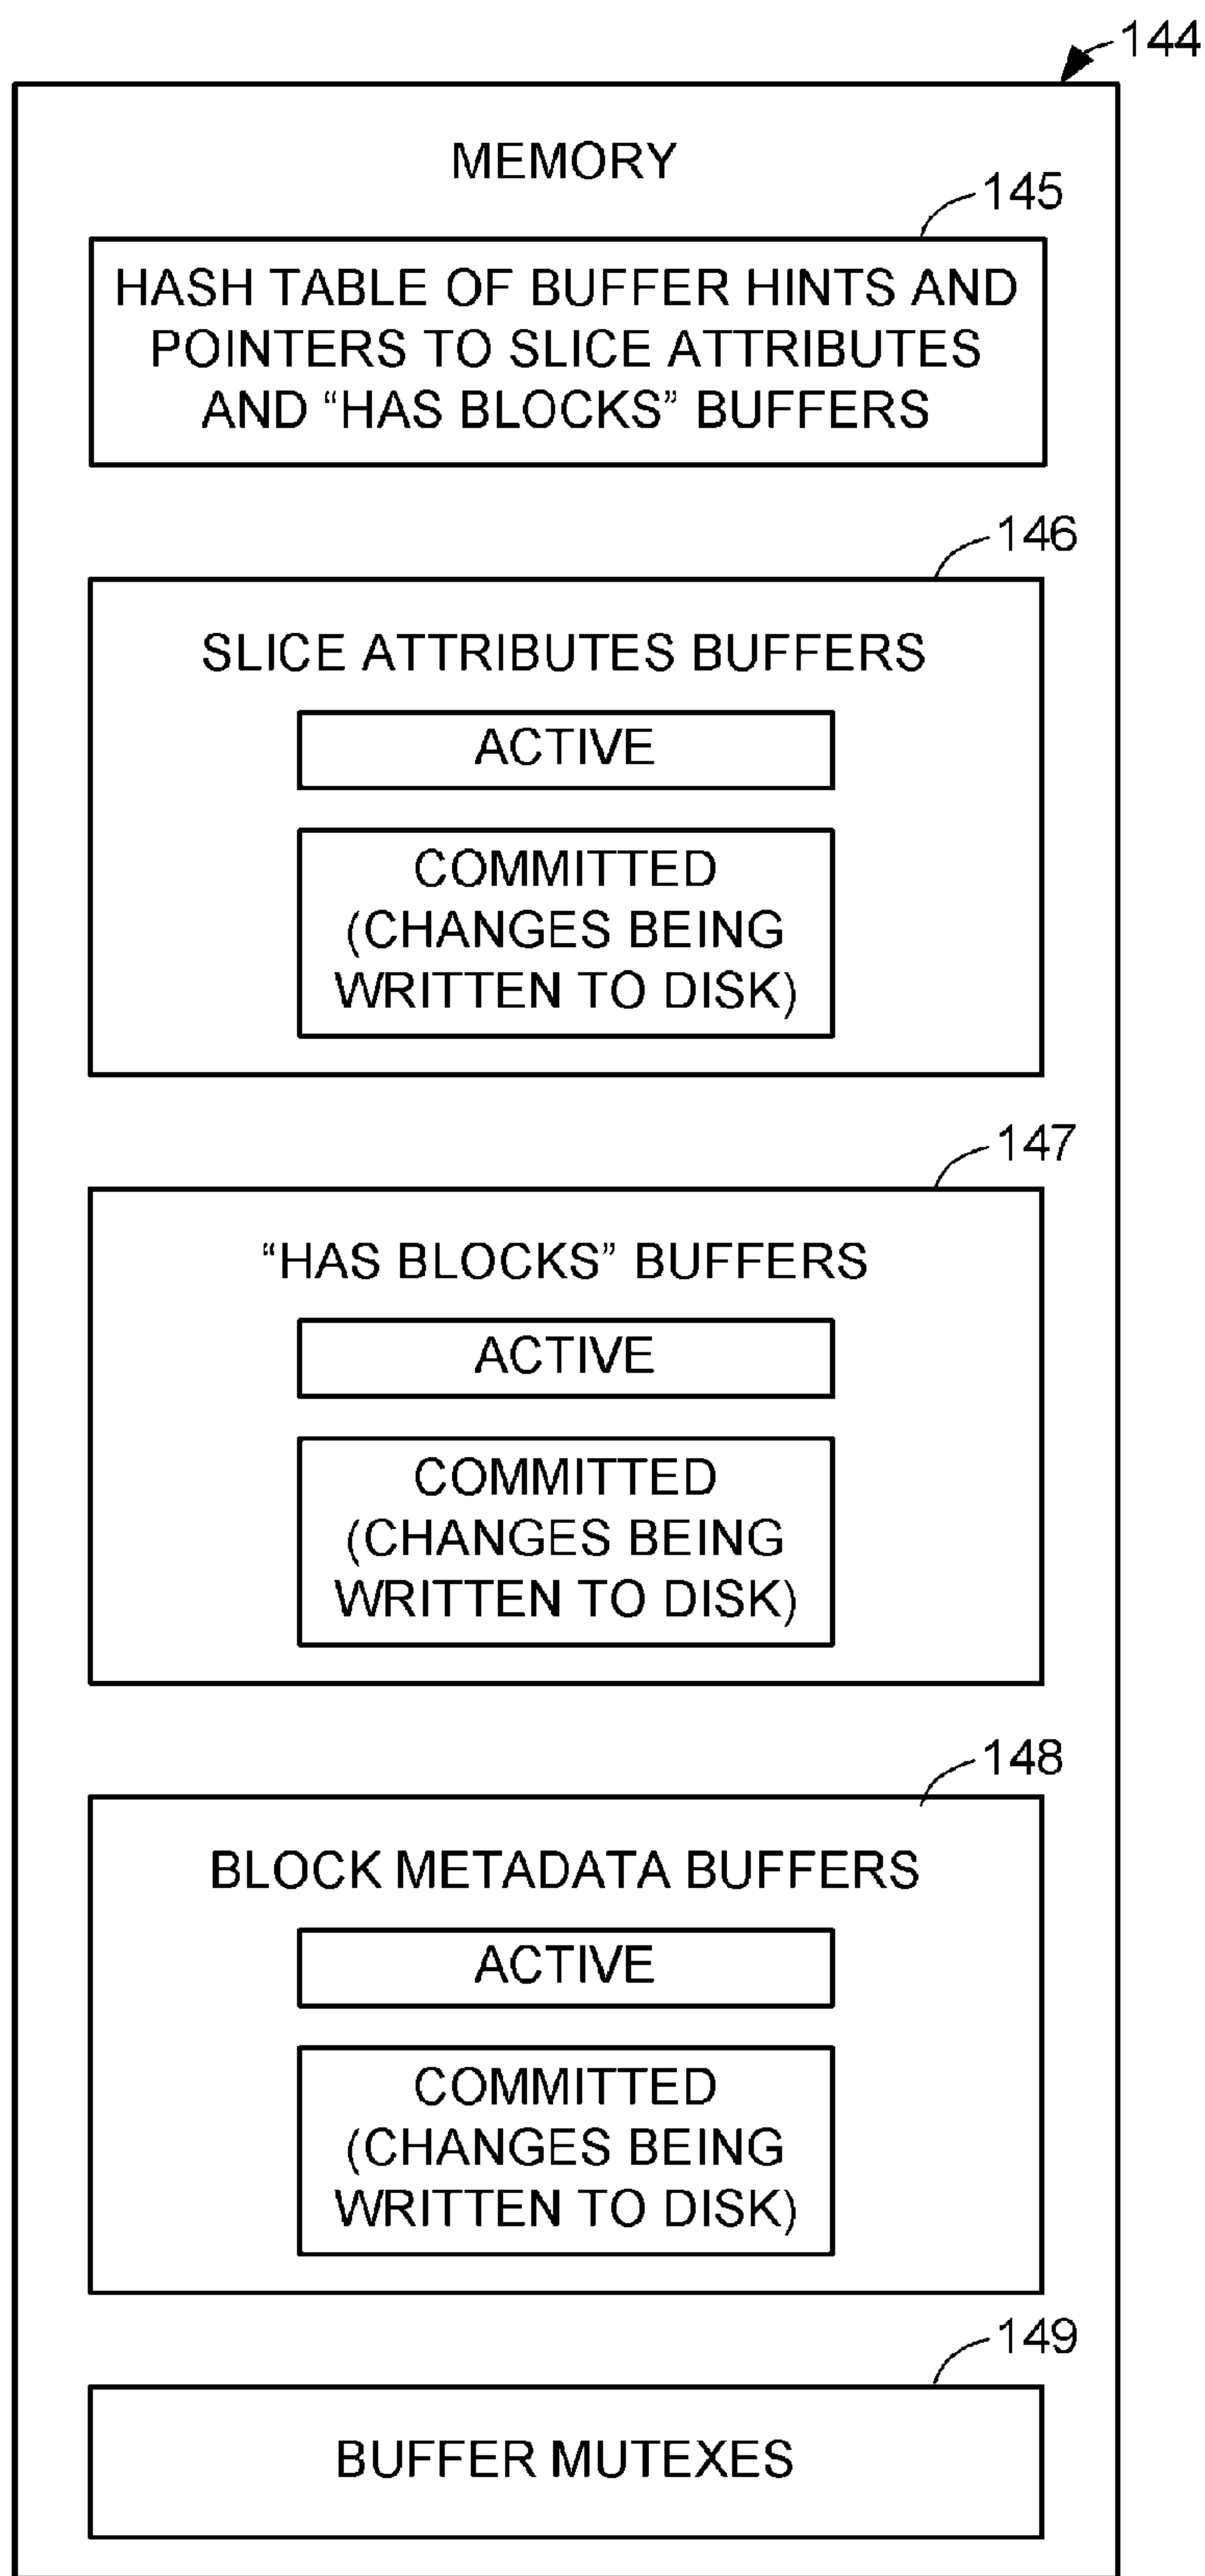 144
MEMORY
145
HASH TABLE OF BUFFER HINTS AND
POINTERS TO SLICE ATTRIBUTES
AND “HAS BLOCKS” BUFFERS
146
SLICE ATTRIBUTES BUFFERS
ACTIVE
COMMITTED
(CHANGES BEING
WRITTEN TO DISK)
147
“HAS BLOCKS” BUFFERS
ACTIVE
COMMITTED
(CHANGES BEING
WRITTEN TO DISK)
148
BLOCK METADATA BUFFERS
ACTIVE
COMMITTED
(CHANGES BEING
WRITTEN TO DISK)
149
BUFFER MUTEXES